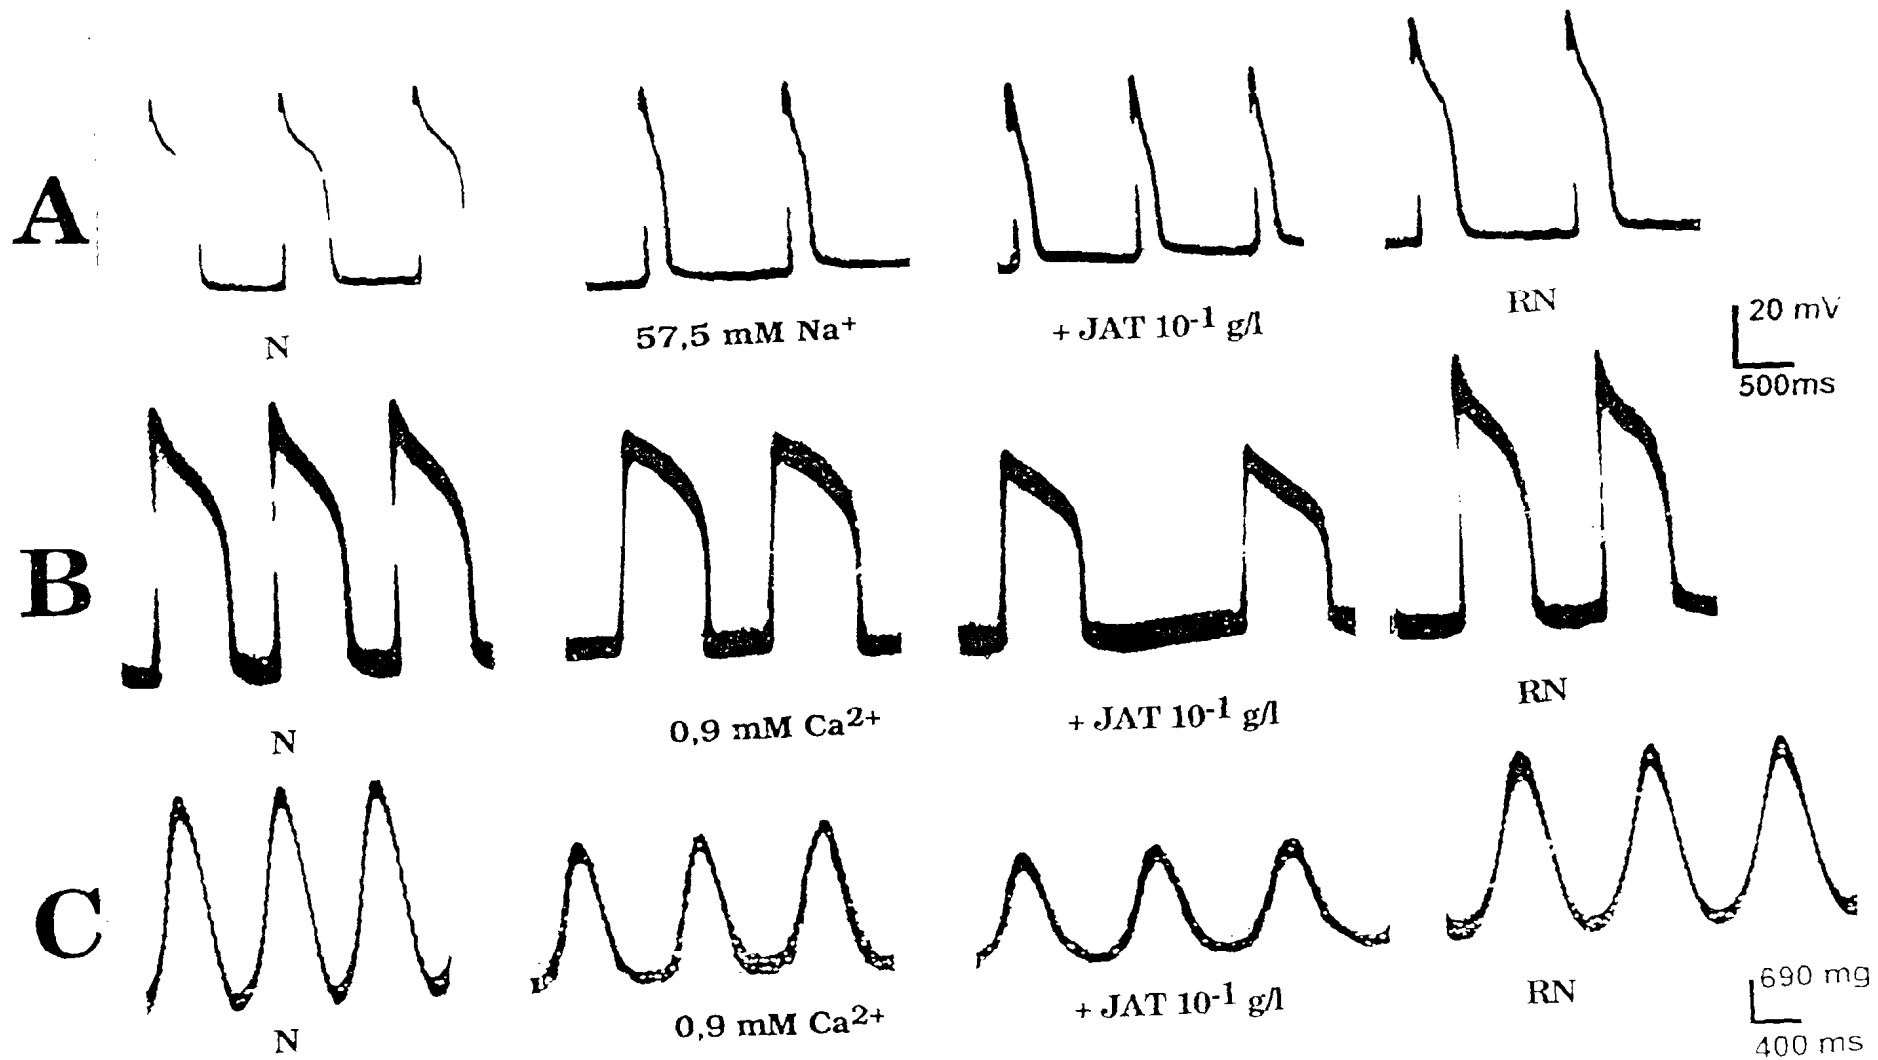 A
N
57,5 mM Na⁺
+ JAT 10⁻¹ g/l
RN
20 mV
500ms
B
N
0,9 mM Ca²⁺
+ JAT 10⁻¹ g/l
RN
C
N
0,9 mM Ca²⁺
+ JAT 10⁻¹ g/l
RN
690 mg
400 ms